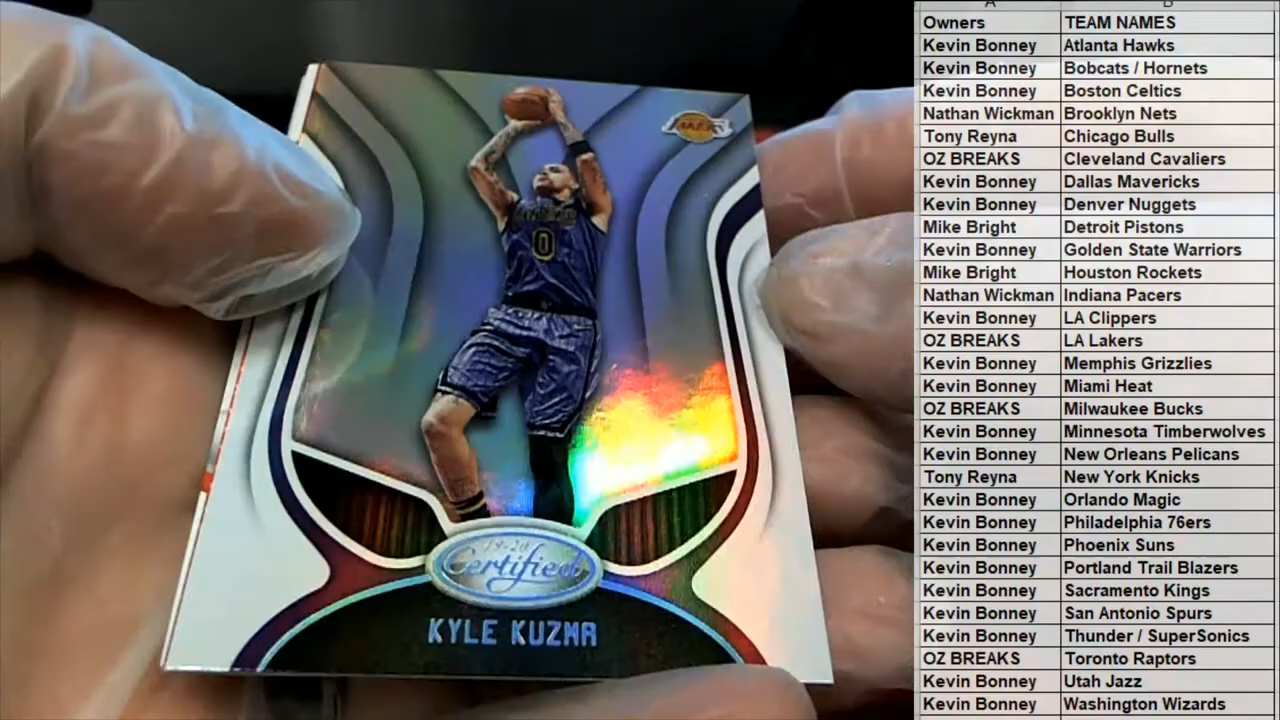 LAKERS
0
19-20
Certified
KYLE KUZMA
A B
Owners TEAM NAMES
Kevin Bonney Atlanta Hawks
Kevin Bonney Bobcats / Hornets
Kevin Bonney Boston Celtics
Nathan Wickman Brooklyn Nets
Tony Reyna Chicago Bulls
OZ BREAKS Cleveland Cavaliers
Kevin Bonney Dallas Mavericks
Kevin Bonney Denver Nuggets
Mike Bright Detroit Pistons
Kevin Bonney Golden State Warriors
Mike Bright Houston Rockets
Nathan Wickman Indiana Pacers
Kevin Bonney LA Clippers
OZ BREAKS LA Lakers
Kevin Bonney Memphis Grizzlies
Kevin Bonney Miami Heat
OZ BREAKS Milwaukee Bucks
Kevin Bonney Minnesota Timberwolves
Kevin Bonney New Orleans Pelicans
Tony Reyna New York Knicks
Kevin Bonney Orlando Magic
Kevin Bonney Philadelphia 76ers
Kevin Bonney Phoenix Suns
Kevin Bonney Portland Trail Blazers
Kevin Bonney Sacramento Kings
Kevin Bonney San Antonio Spurs
Kevin Bonney Thunder / SuperSonics
OZ BREAKS Toronto Raptors
Kevin Bonney Utah Jazz
Kevin Bonney Washington Wizards